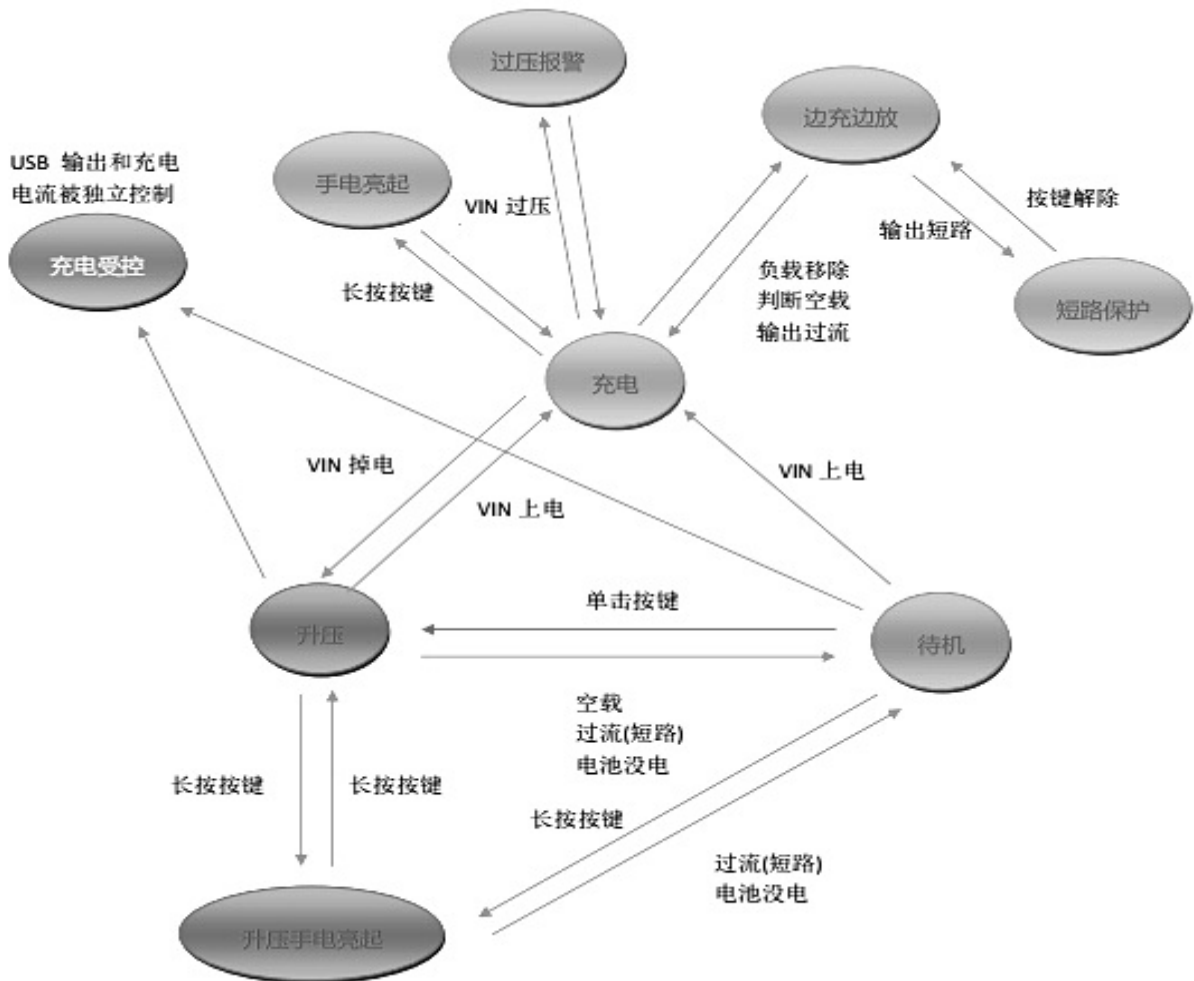 过压报警
边充边放
USB 输出和充电
电流被独立控制
手电亮起
VIN 过压
按键解除
输出短路
充电受控
长按按键
负载移除
判断空载
输出过流
短路保护
充电
VIN 掉电
VIN 上电
VIN 上电
单击按键
升压
待机
空载
过流(短路)
电池没电
长按按键
长按按键
长按按键
过流(短路)
电池没电
升压手电亮起